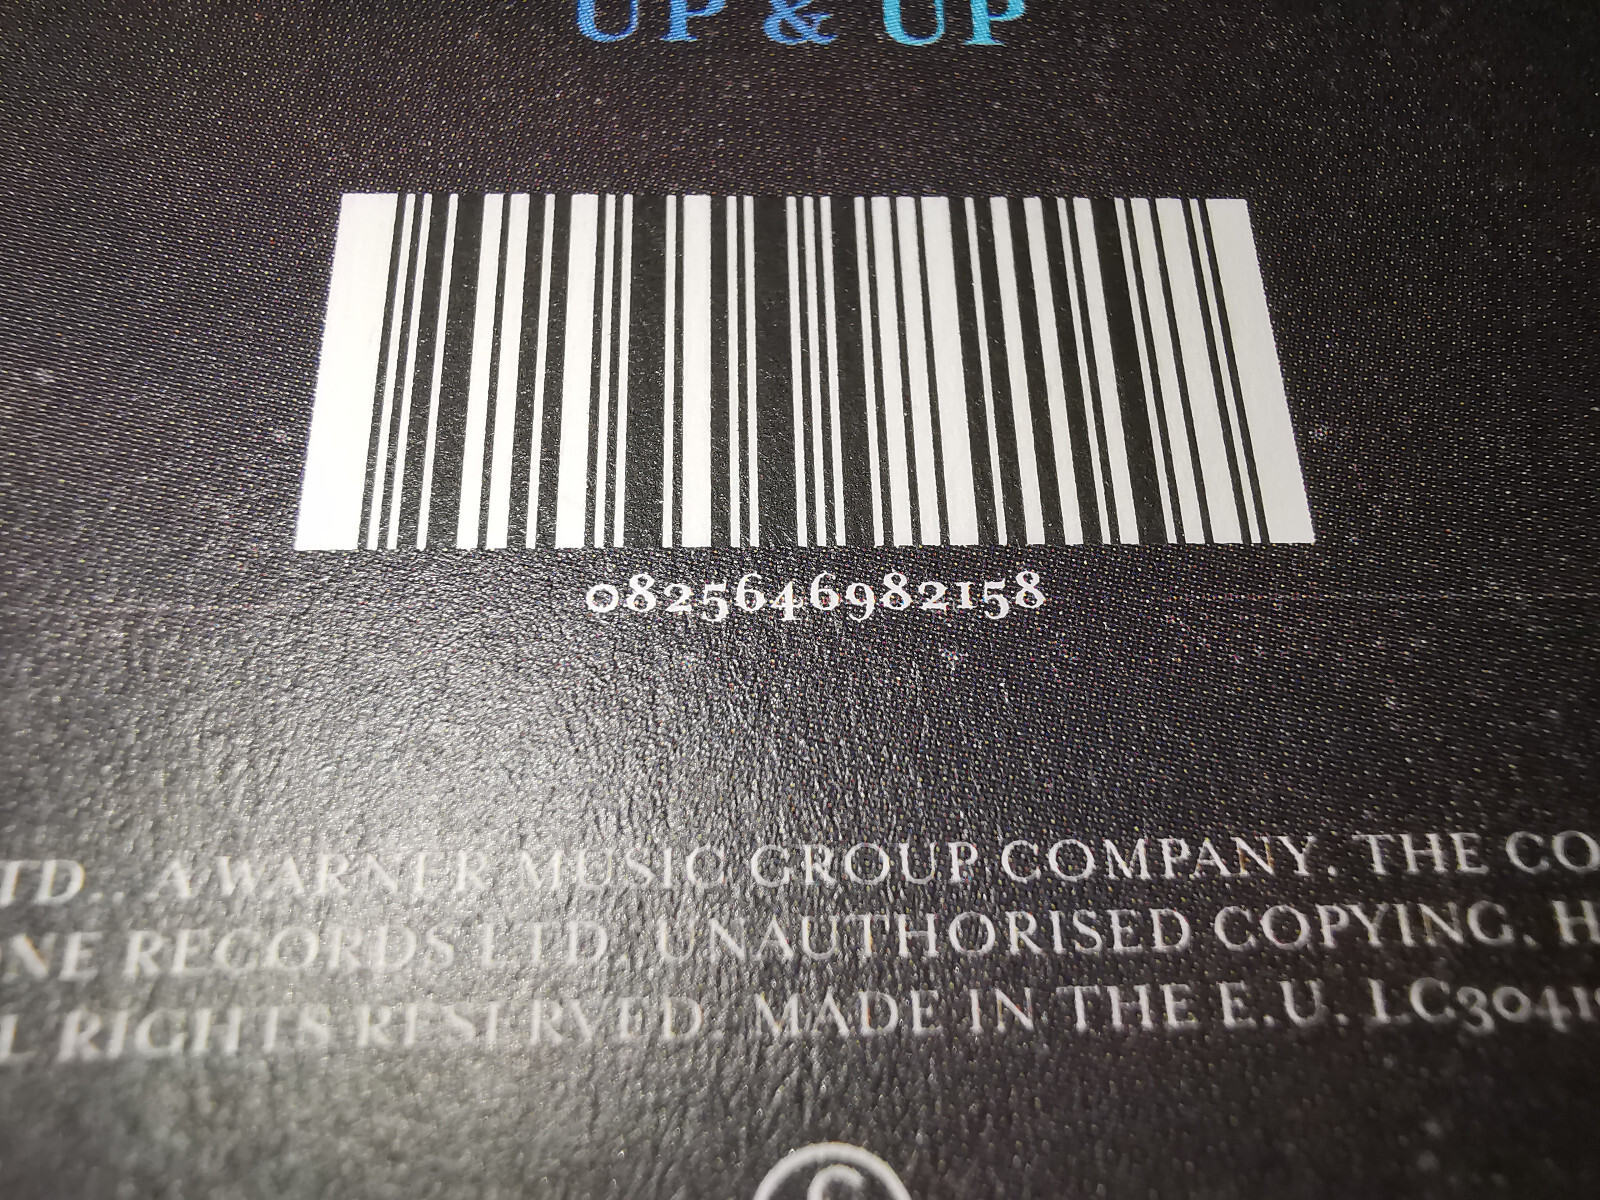 UP & UP
0825646982158
TD.. A WARNER MUSIC GROUP COMPANY. THE CO
NE RECORDS LTD. UNAUTHORISED COPYING. H
L RIGHTS RESERVED. MADE IN THE E.U. LC3041
C